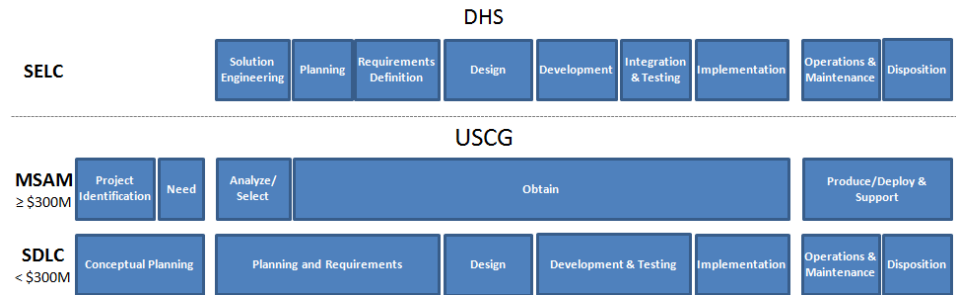 DHS
SELC
Solution
Engineering
Planning
Requirements
Definition
Design
Development
Integration
& Testing
Implementation
Operations &
Maintenance
Disposition
USCG
MSAM
≥ $300M
Project
Identification
Need
Analyze/
Select
Obtain
Produce/Deploy &
Support
SDLC
< $300M
Conceptual Planning
Planning and Requirements
Design
Development & Testing
Implementation
Operations &
Maintenance
Disposition